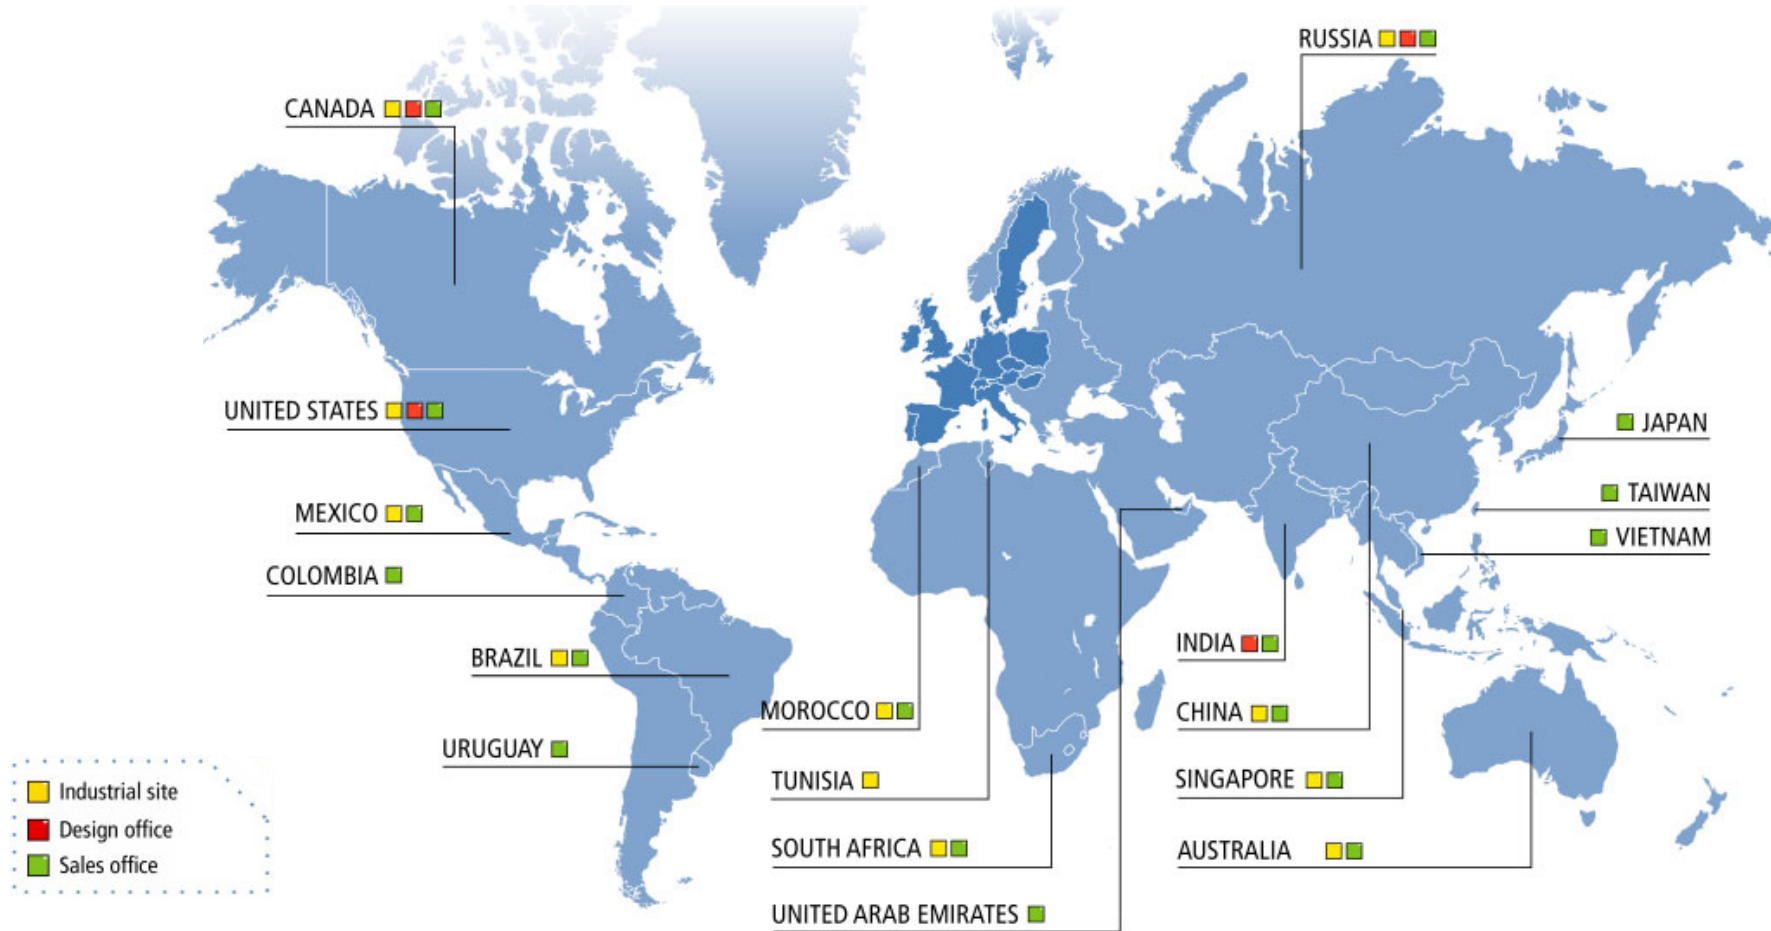 RUSSIA
CANADA
UNITED STATES
JAPAN
TAIWAN
MEXICO
VIETNAM
COLOMBIA
INDIA
BRAZIL
MOROCCO
CHINA
URUGUAY
TUNISIA
SINGAPORE
Industrial site
Design office
SOUTH AFRICA
AUSTRALIA
Sales office
UNITED ARAB EMIRATES